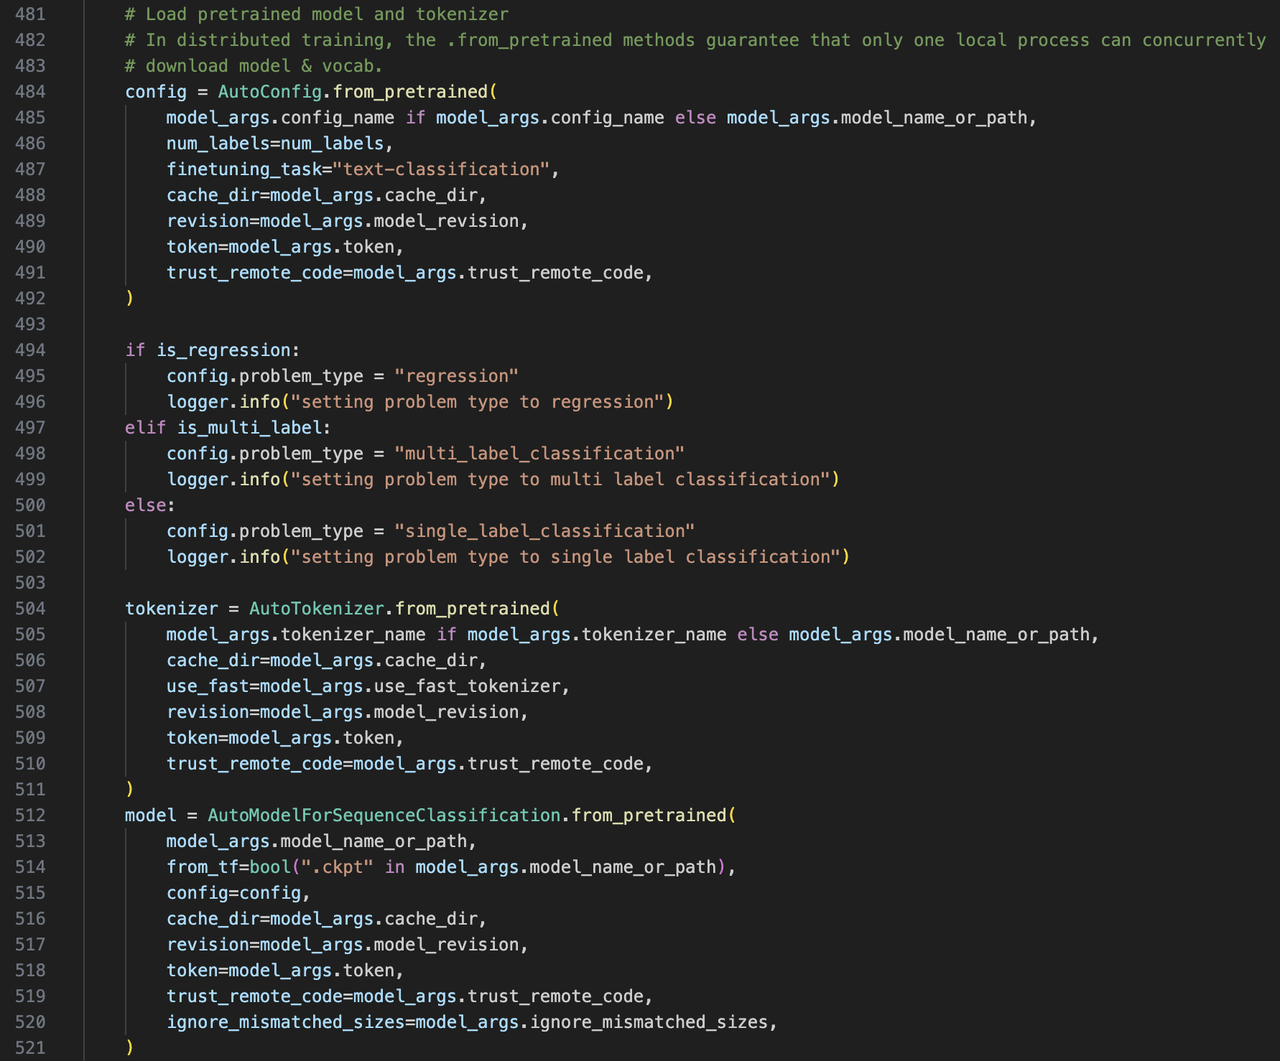 481 # Load pretrained model and tokenizer
482 # In distributed training, the .from_pretrained methods guarantee that only one local process can concurrently
483 # download model & vocab.
484 config = AutoConfig.from_pretrained(
485 model_args.config_name if model_args.config_name else model_args.model_name_or_path,
486 num_labels=num_labels,
487 finetuning_task="text-classification",
488 cache_dir=model_args.cache_dir,
489 revision=model_args.model_revision,
490 token=model_args.token,
491 trust_remote_code=model_args.trust_remote_code,
492 )
493
494 if is_regression:
495 config.problem_type = "regression"
496 logger.info("setting problem type to regression")
497 elif is_multi_label:
498 config.problem_type = "multi_label_classification"
499 logger.info("setting problem type to multi label classification")
500 else:
501 config.problem_type = "single_label_classification"
502 logger.info("setting problem type to single label classification")
503
504 tokenizer = AutoTokenizer.from_pretrained(
505 model_args.tokenizer_name if model_args.tokenizer_name else model_args.model_name_or_path,
506 cache_dir=model_args.cache_dir,
507 use_fast=model_args.use_fast_tokenizer,
508 revision=model_args.model_revision,
509 token=model_args.token,
510 trust_remote_code=model_args.trust_remote_code,
511 )
512 model = AutoModelForSequenceClassification.from_pretrained(
513 model_args.model_name_or_path,
514 from_tf=bool(".ckpt" in model_args.model_name_or_path),
515 config=config,
516 cache_dir=model_args.cache_dir,
517 revision=model_args.model_revision,
518 token=model_args.token,
519 trust_remote_code=model_args.trust_remote_code,
520 ignore_mismatched_sizes=model_args.ignore_mismatched_sizes,
521 )